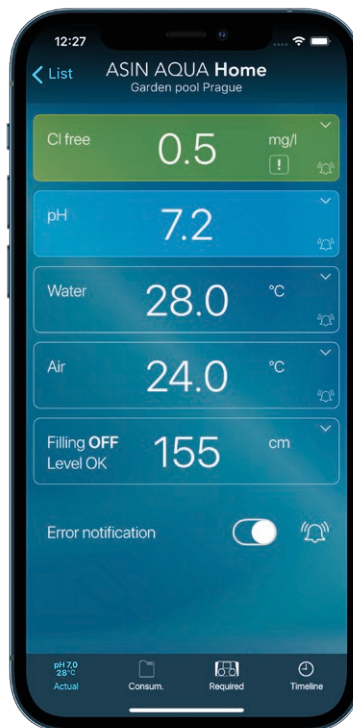 12:27
List
ASIN AQUA Home
Garden pool Prague
Cl free 0.5 mg/l
!
pH 7.2
Water 28.0 °C
Air 24.0 °C
Filling OFF
Level OK
155 cm
Error notification
pH 7,0
28°C
Actual Consum. Required Timeline